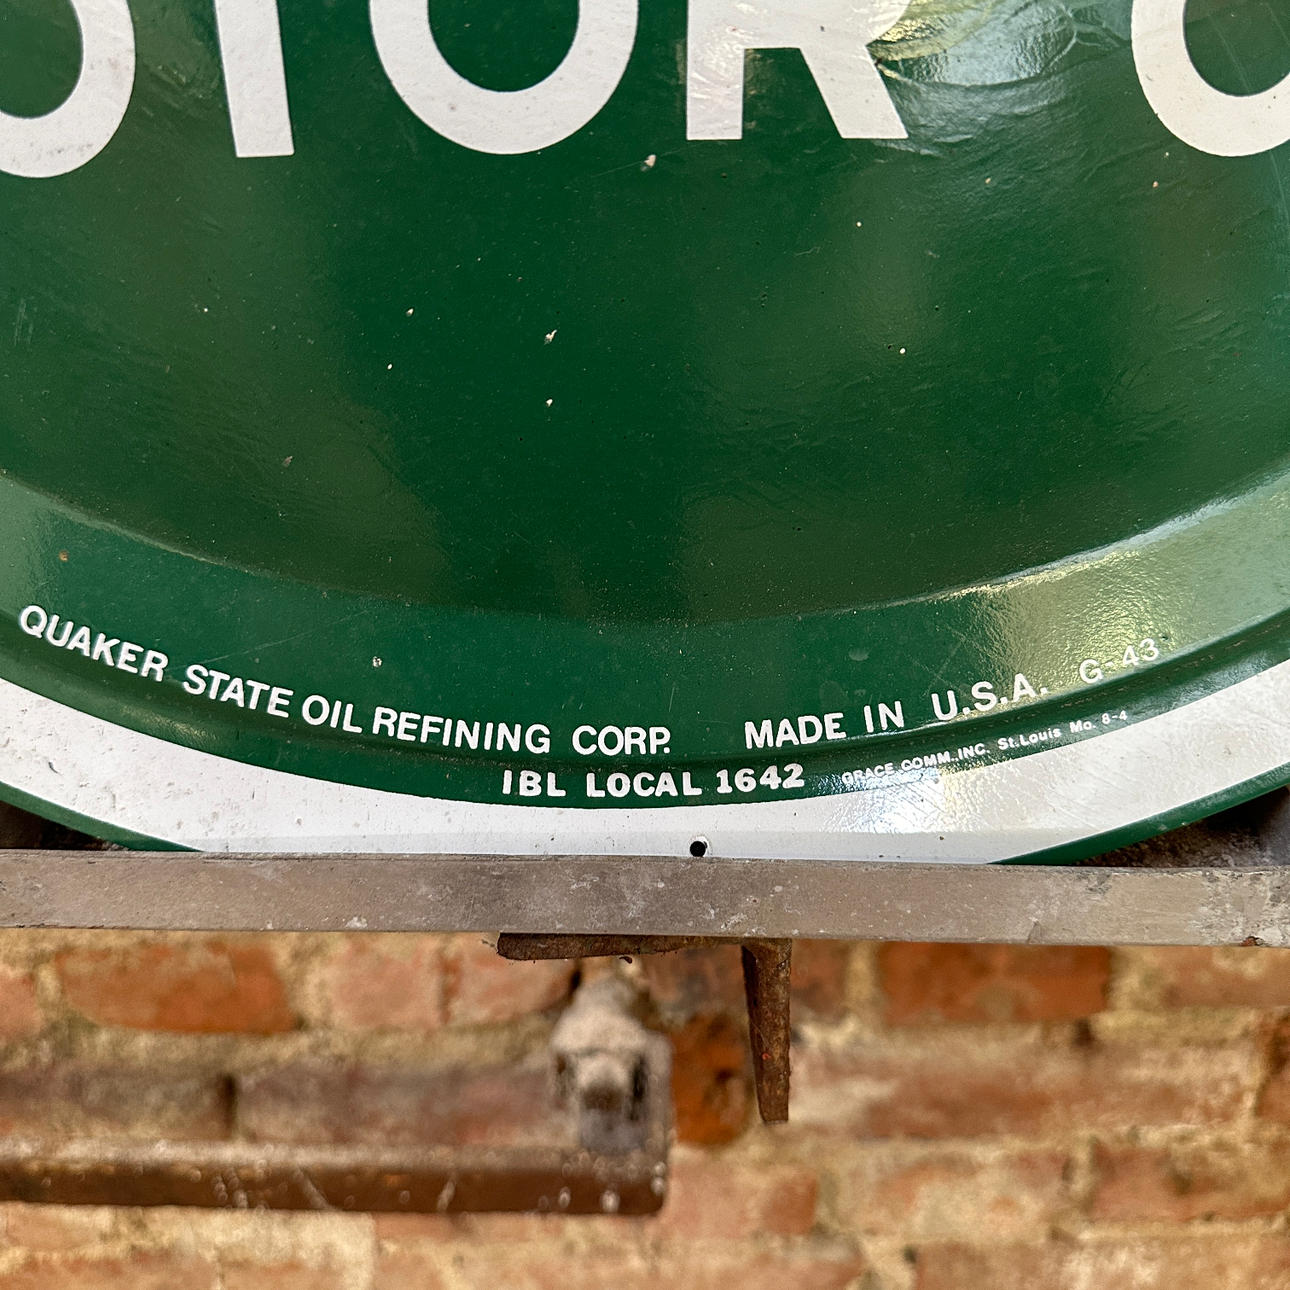 OTOR O
QUAKER STATE OIL REFINING CORP. MADE IN U.S.A. G-43
IBL LOCAL 1642 GRACE COMM. INC. St. Louis Mo. 8-4